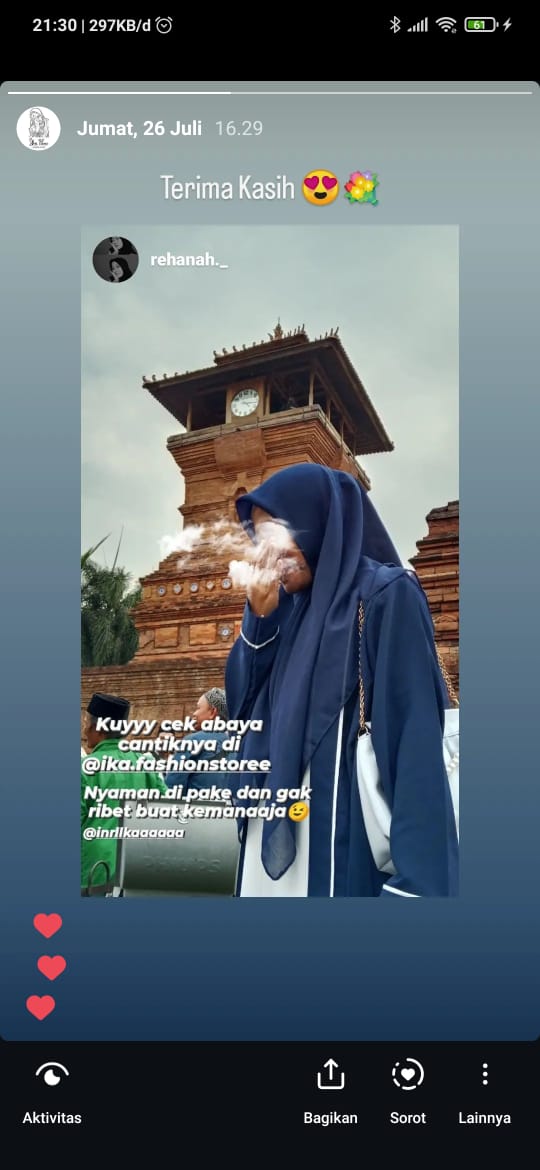 21:30 | 297KB/d
61
Jumat, 26 Juli 16.29
Terima Kasih 😍💐
rehanah._
Kuyyy cek abaya
cantiknya di
@ika.fashionstoree
Nyaman di pake dan gak
ribet buat kemanaaja😉
@inrllkaaaaaa
Aktivitas
Bagikan
Sorot
Lainnya